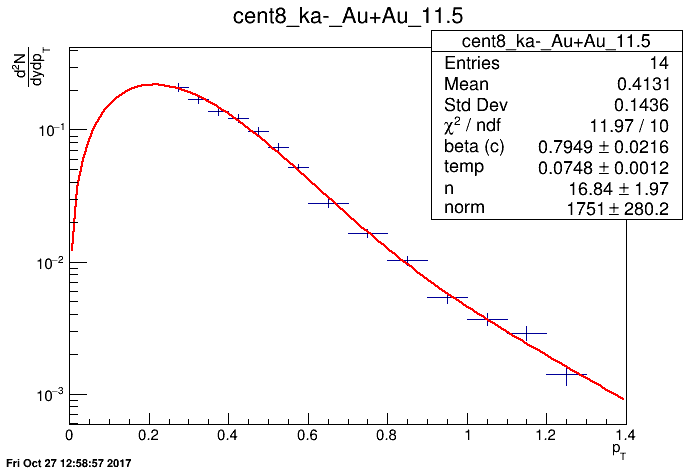 cent8_ka-_Au+Au_11.5
d²N
dydp_T
cent8_ka-_Au+Au_11.5
Entries 14
Mean 0.4131
Std Dev 0.1436
χ² / ndf 11.97 / 10
beta (c) 0.7949 ± 0.0216
temp 0.0748 ± 0.0012
n 16.84 ± 1.97
norm 1751 ± 280.2
10⁻¹
10⁻²
10⁻³
0 0.2 0.4 0.6 0.8 1 1.2 1.4
p_T
Fri Oct 27 12:58:57 2017